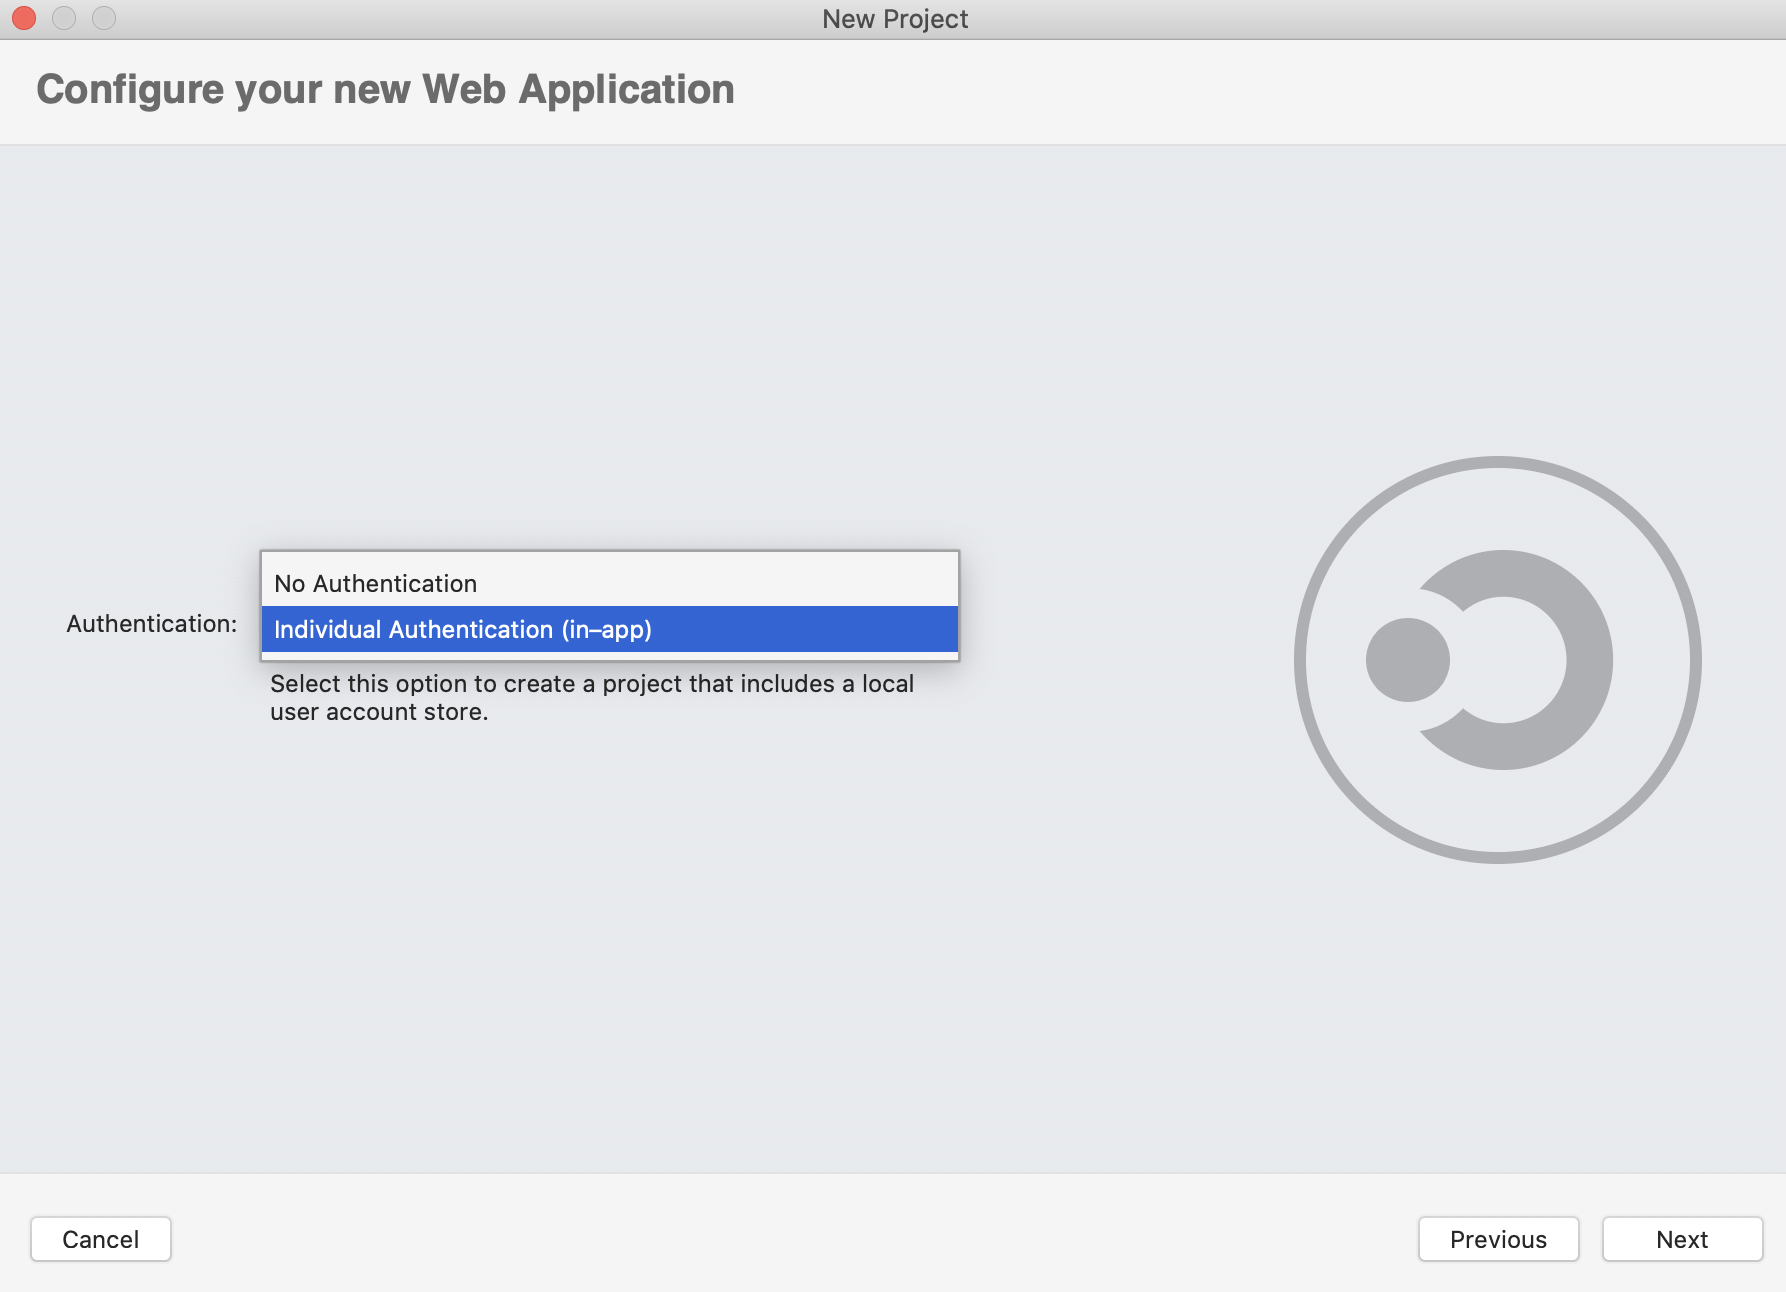 New Project
Configure your new Web Application
No Authentication
Authentication:
Individual Authentication (in–app)
Select this option to create a project that includes a local
user account store.
Cancel
Previous
Next